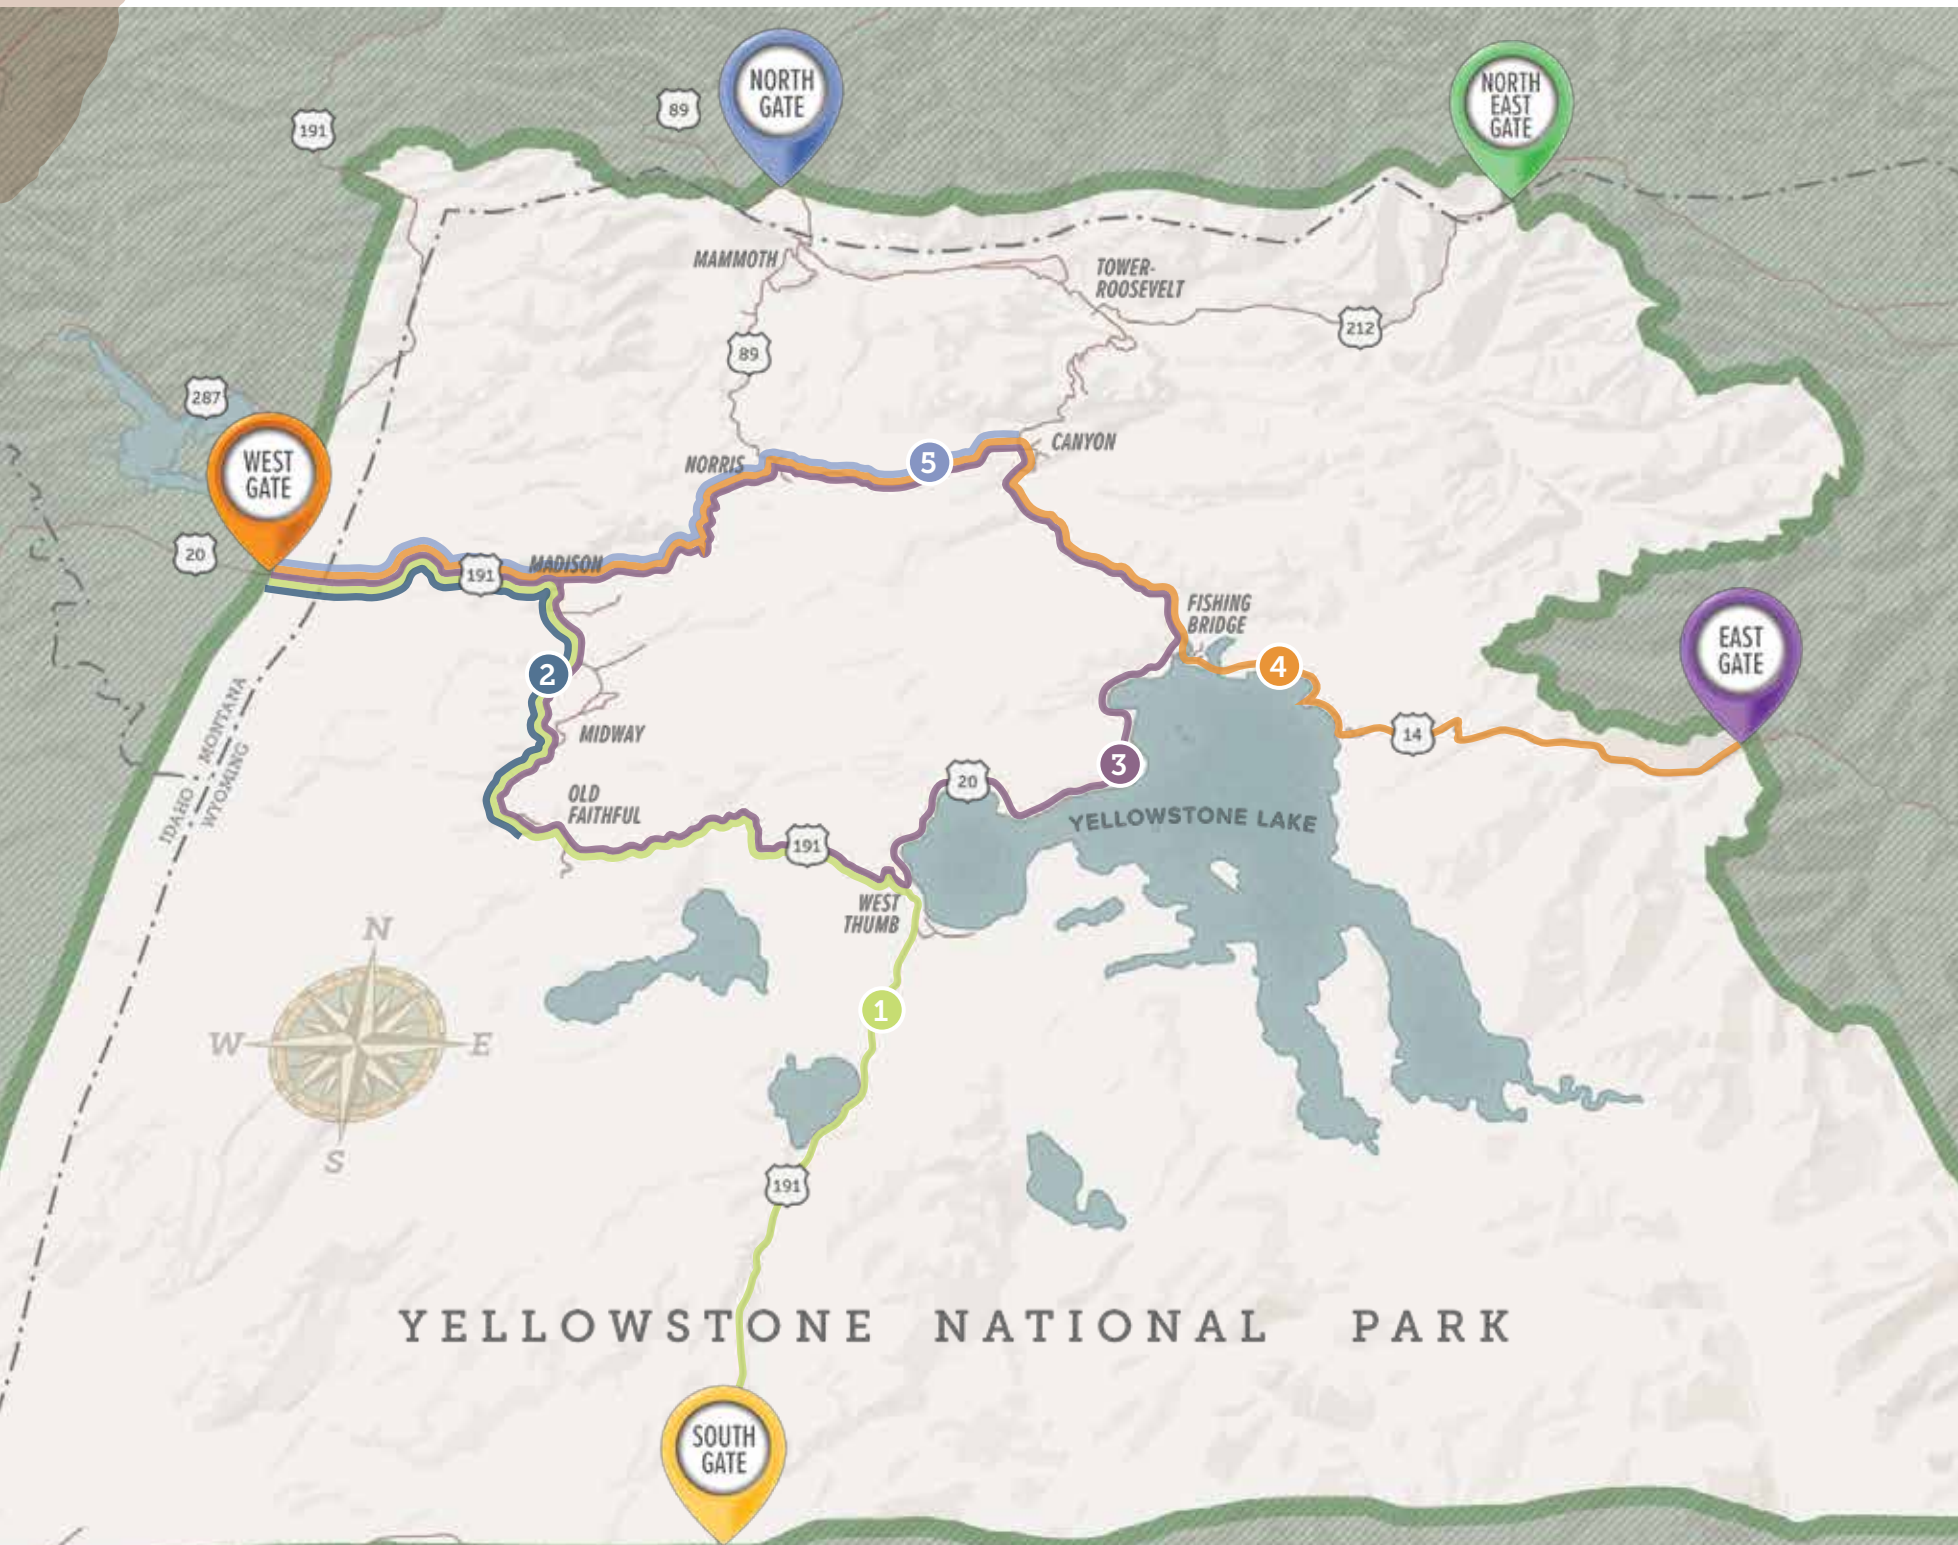 NORTH
GATE
NORTH
EAST
GATE
89
191
MAMMOTH
TOWER-
ROOSEVELT
212
89
287
WEST
GATE
CANYON
NORRIS
5
20
191
MADISON
FISHING
BRIDGE
EAST
GATE
2
4
MONTANA
IDAHO
WYOMING
MIDWAY
14
3
20
OLD
FAITHFUL
YELLOWSTONE LAKE
191
WEST
THUMB
N
W
E
S
1
191
YELLOWSTONE NATIONAL PARK
SOUTH
GATE